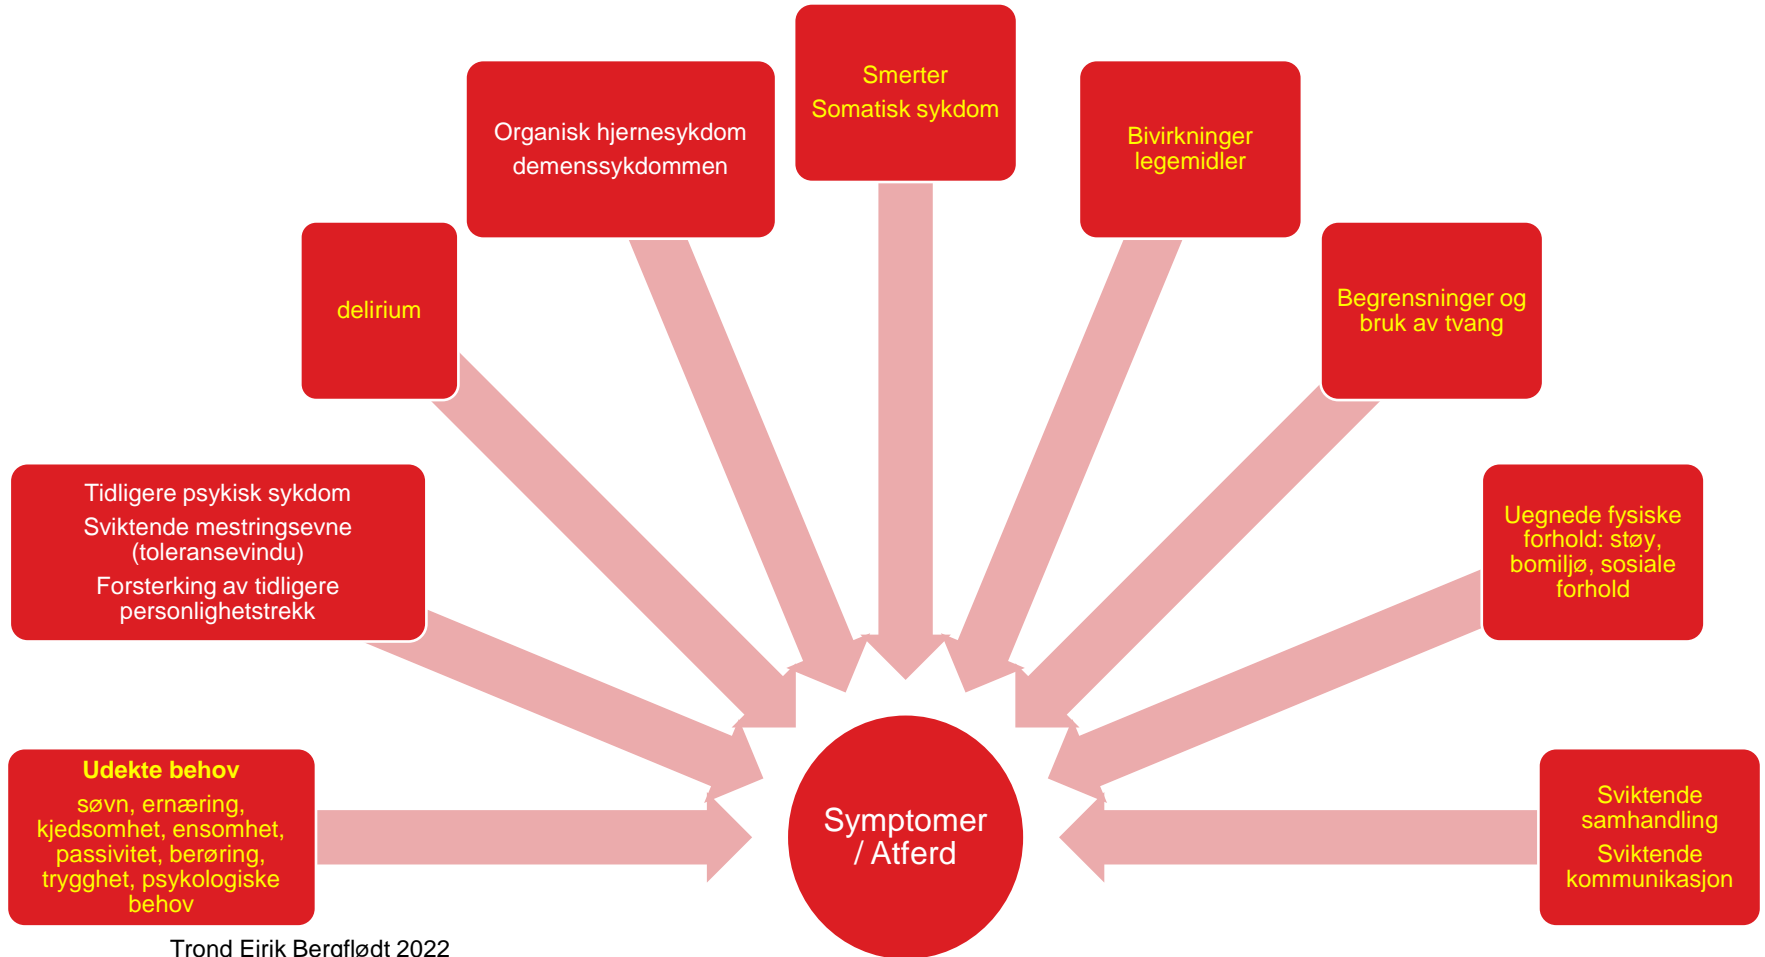 Smerter
Somatisk sykdom
Organisk hjernesykdom
demenssykdommen
Bivirkninger
legemidler
delirium
Begrensninger og
bruk av tvang
Tidligere psykisk sykdom
Sviktende mestringsevne
(toleransevindu)
Forsterking av tidligere
personlighetstrekk
Uegnede fysiske
forhold: støy,
bomiljø, sosiale
forhold
Udekte behov
søvn, ernæring,
kjedsomhet, ensomhet,
passivitet, berøring,
trygghet, psykologiske
behov
Symptomer
/ Atferd
Sviktende
samhandling
Sviktende
kommunikasjon
Trond Eirik Bergflødt 2022